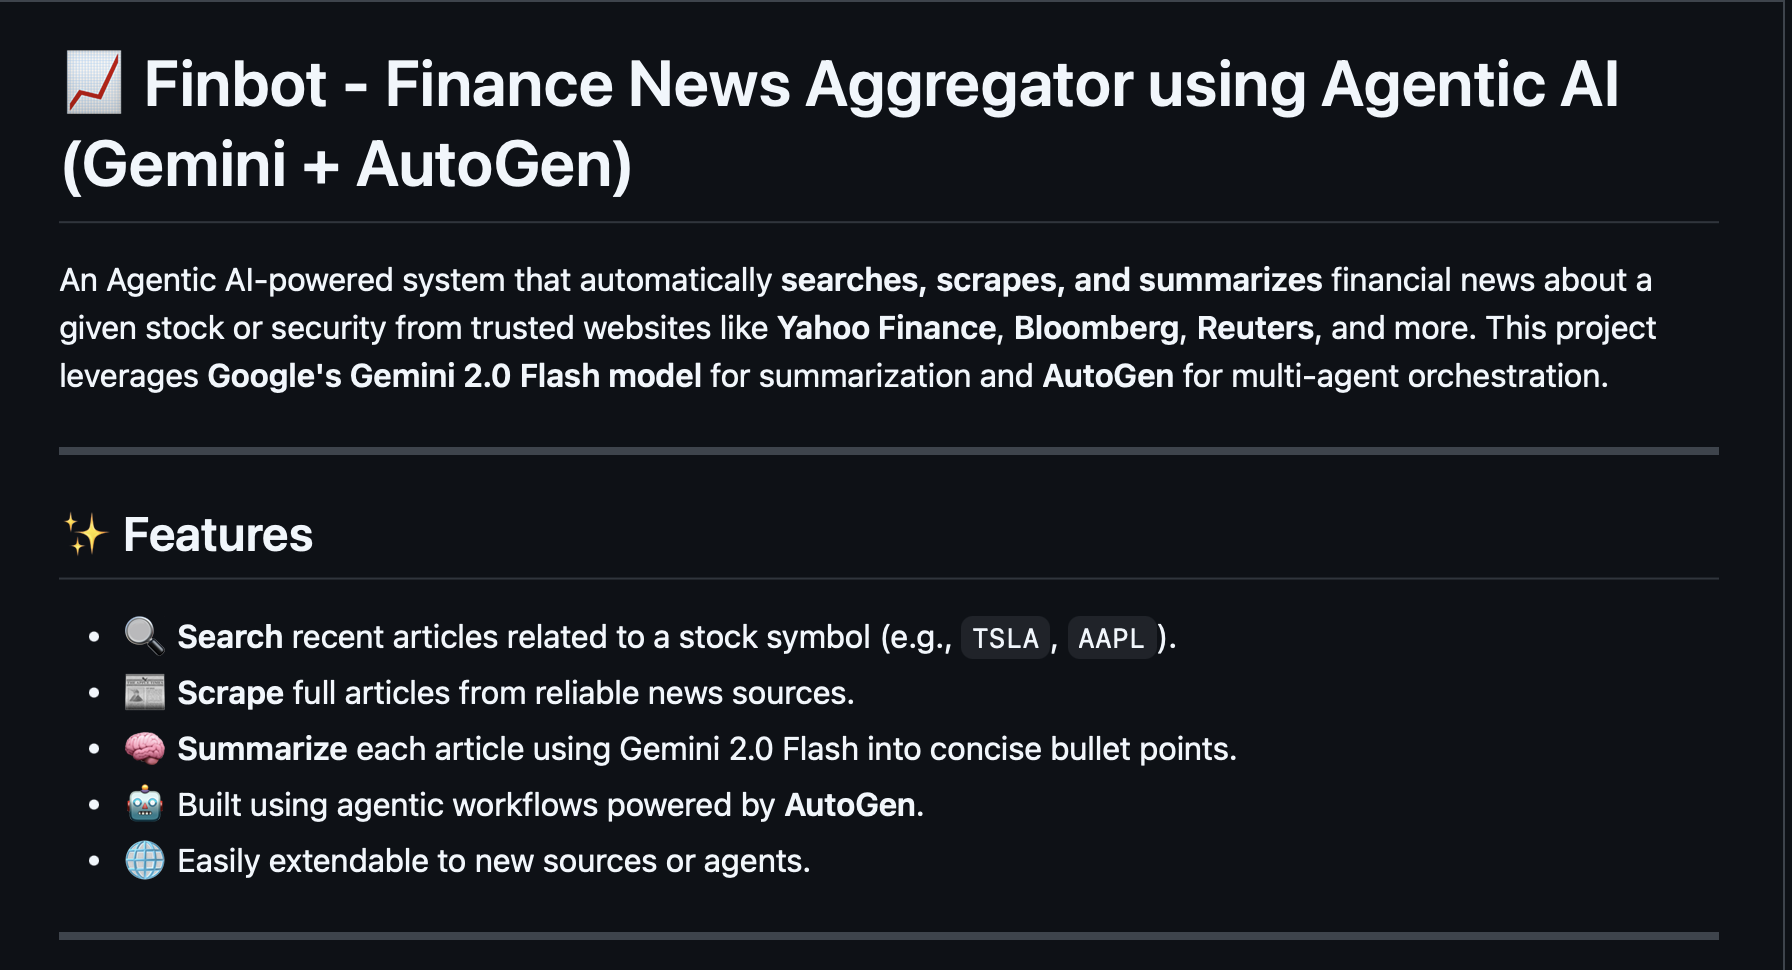 📈 Finbot - Finance News Aggregator using Agentic AI
(Gemini + AutoGen)
An Agentic AI-powered system that automatically searches, scrapes, and summarizes financial news about a
given stock or security from trusted websites like Yahoo Finance, Bloomberg, Reuters, and more. This project
leverages Google's Gemini 2.0 Flash model for summarization and AutoGen for multi-agent orchestration.
✨ Features
• 🔍 Search recent articles related to a stock symbol (e.g., TSLA, AAPL).
• 📰 Scrape full articles from reliable news sources.
• 🧠 Summarize each article using Gemini 2.0 Flash into concise bullet points.
• 🤖 Built using agentic workflows powered by AutoGen.
• 🌐 Easily extendable to new sources or agents.